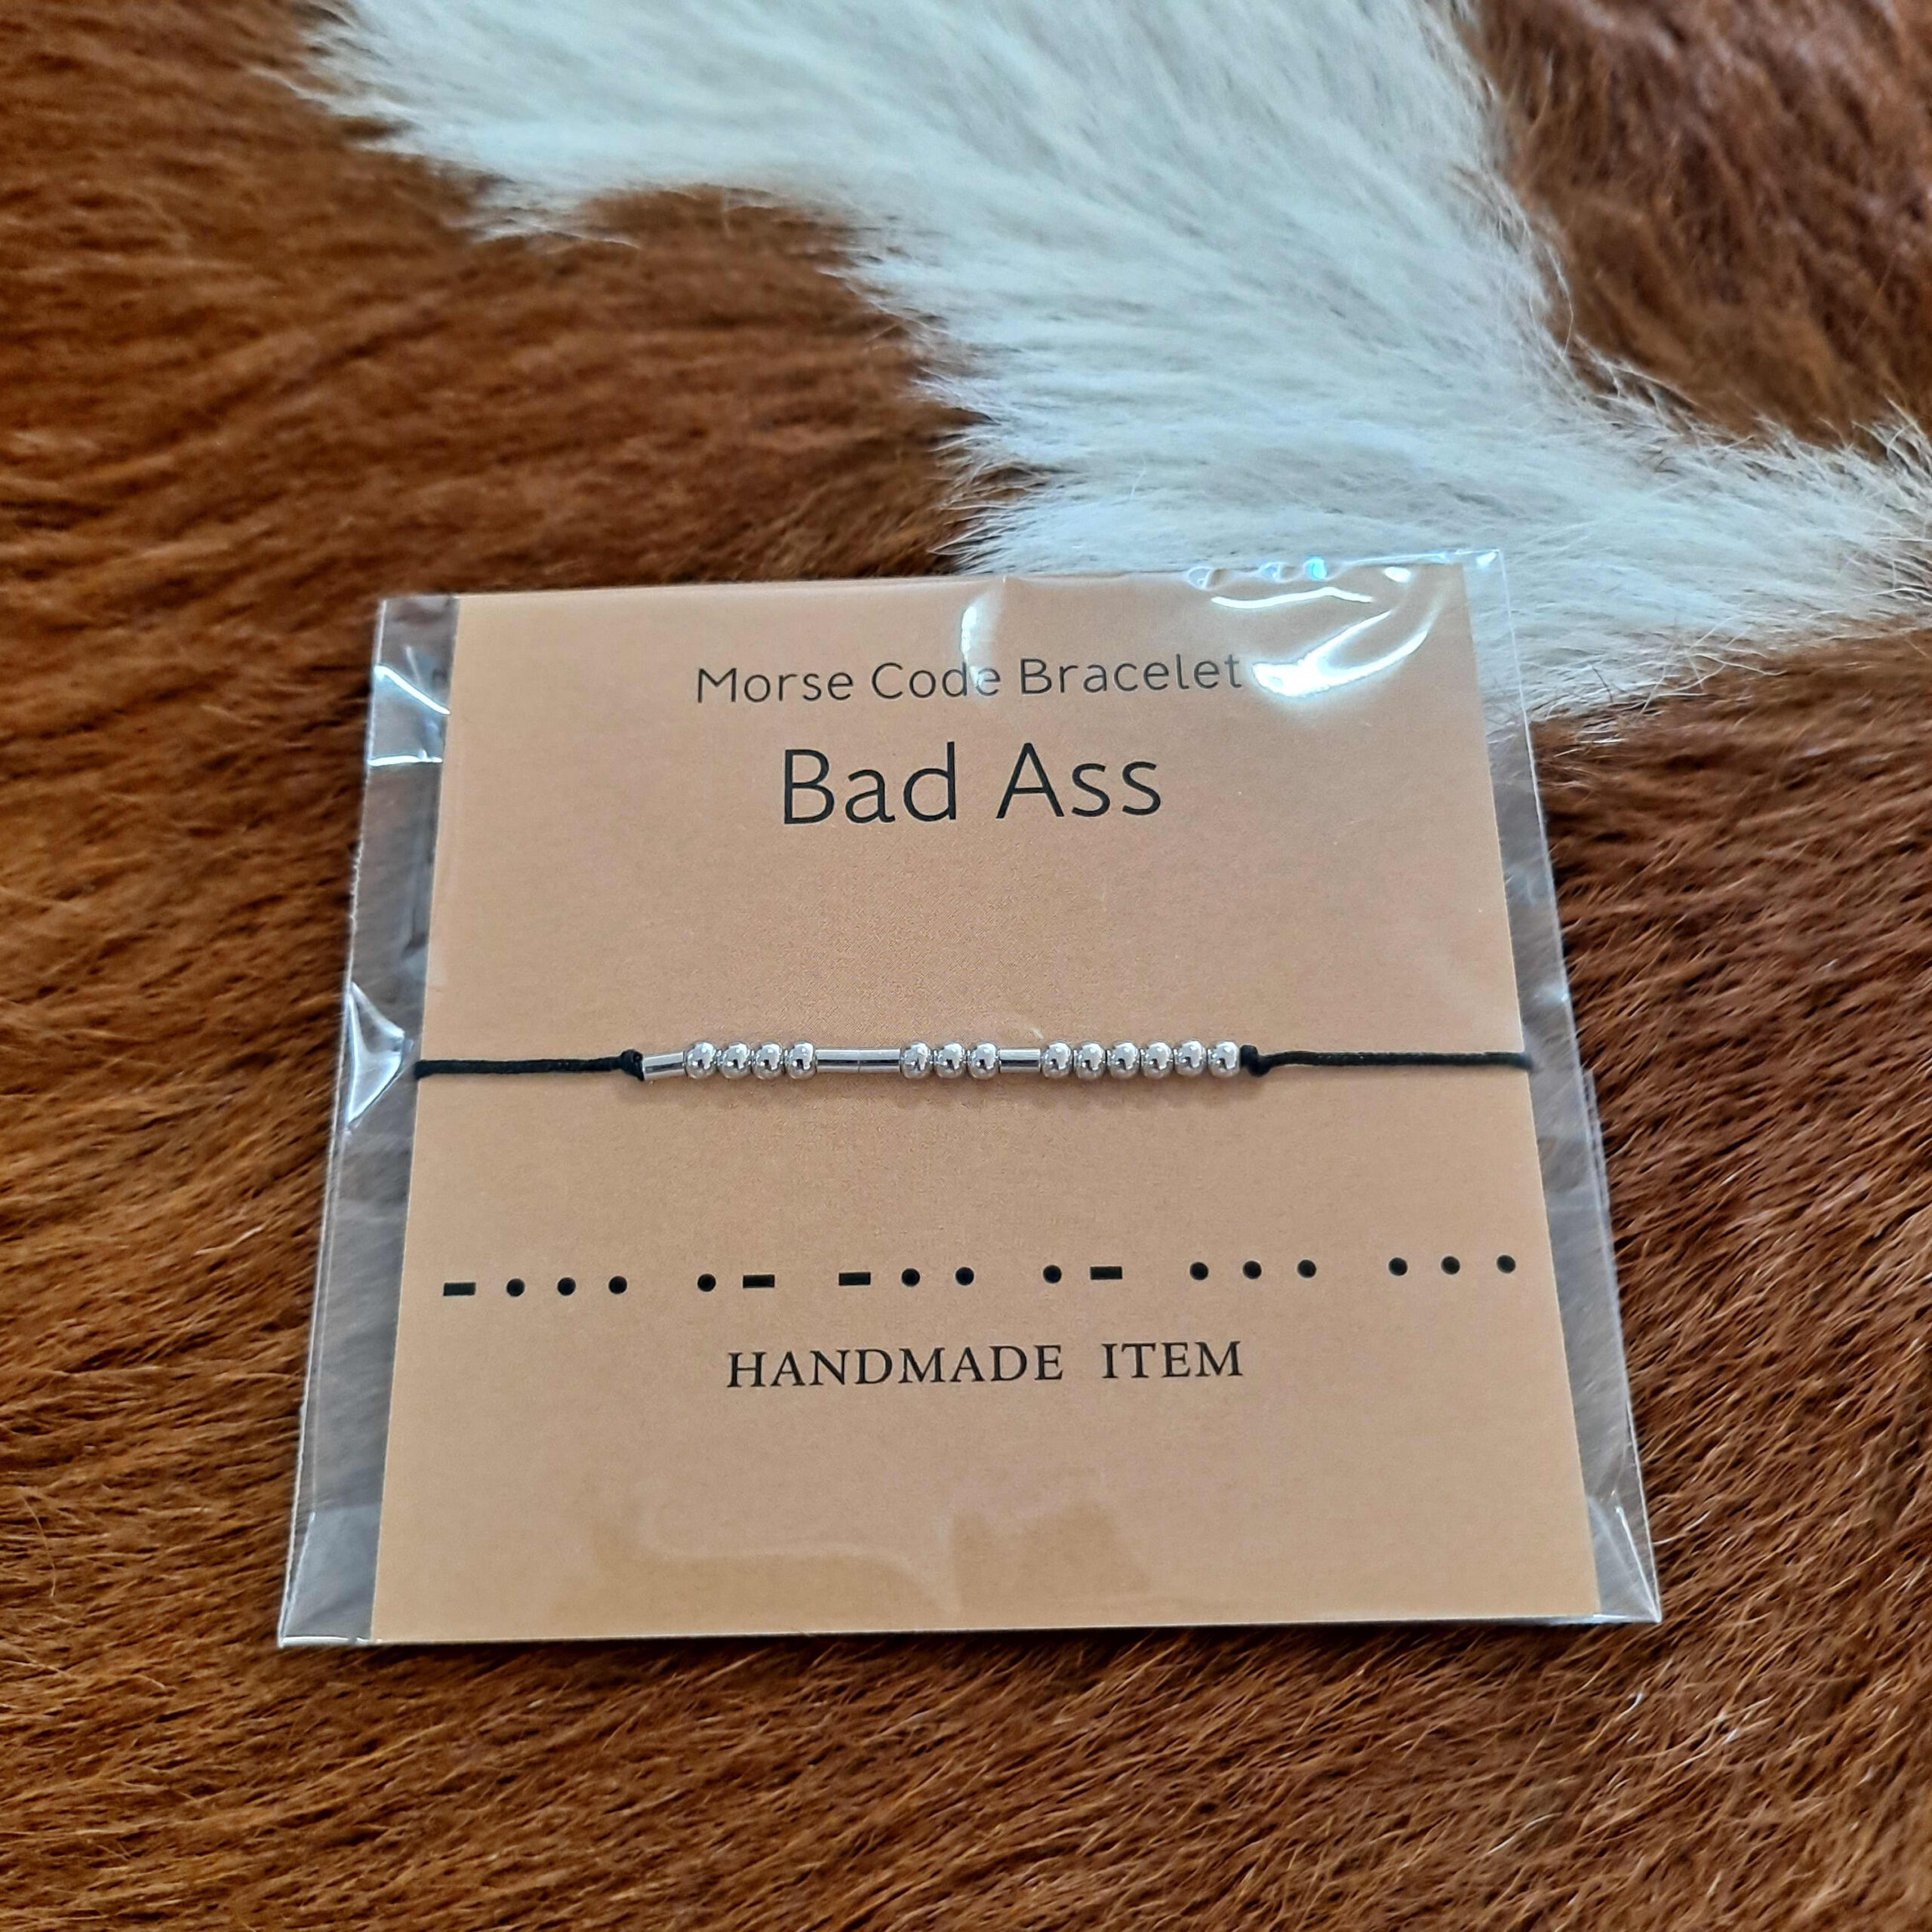 Morse Code Bracelet
Bad Ass
▬ • • •  • ▬  ▬ • •  • ▬  • • •  • • •
HANDMADE ITEM